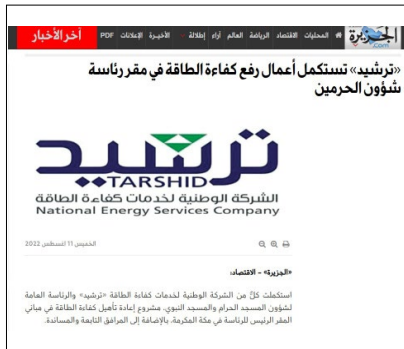 الجزيرة
.com
المحليات الاقتصاد الرياضة العالم آراء إطلالة الأخيرة الإعلانات PDF
آخر الأخبار
«ترشيد» تستكمل أعمال رفع كفاءة الطاقة في مقر رئاسة
شؤون الحرمين
ترشيد
TARSHID
الشركة الوطنية لخدمات كفاءة الطاقة
National Energy Services Company
الخميس 11 أغسطس 2022
«الجزيرة» - الاقتصاد:
استكملت كلٌ من الشركة الوطنية لخدمات كفاءة الطاقة «ترشيد» والرئاسة العامة
لشؤون المسجد الحرام والمسجد النبوي، مشروع إعادة تأهيل كفاءة الطاقة في مباني
المقر الرئيس للرئاسة في مكة المكرمة، بالإضافة إلى المرافق التابعة والمساندة.